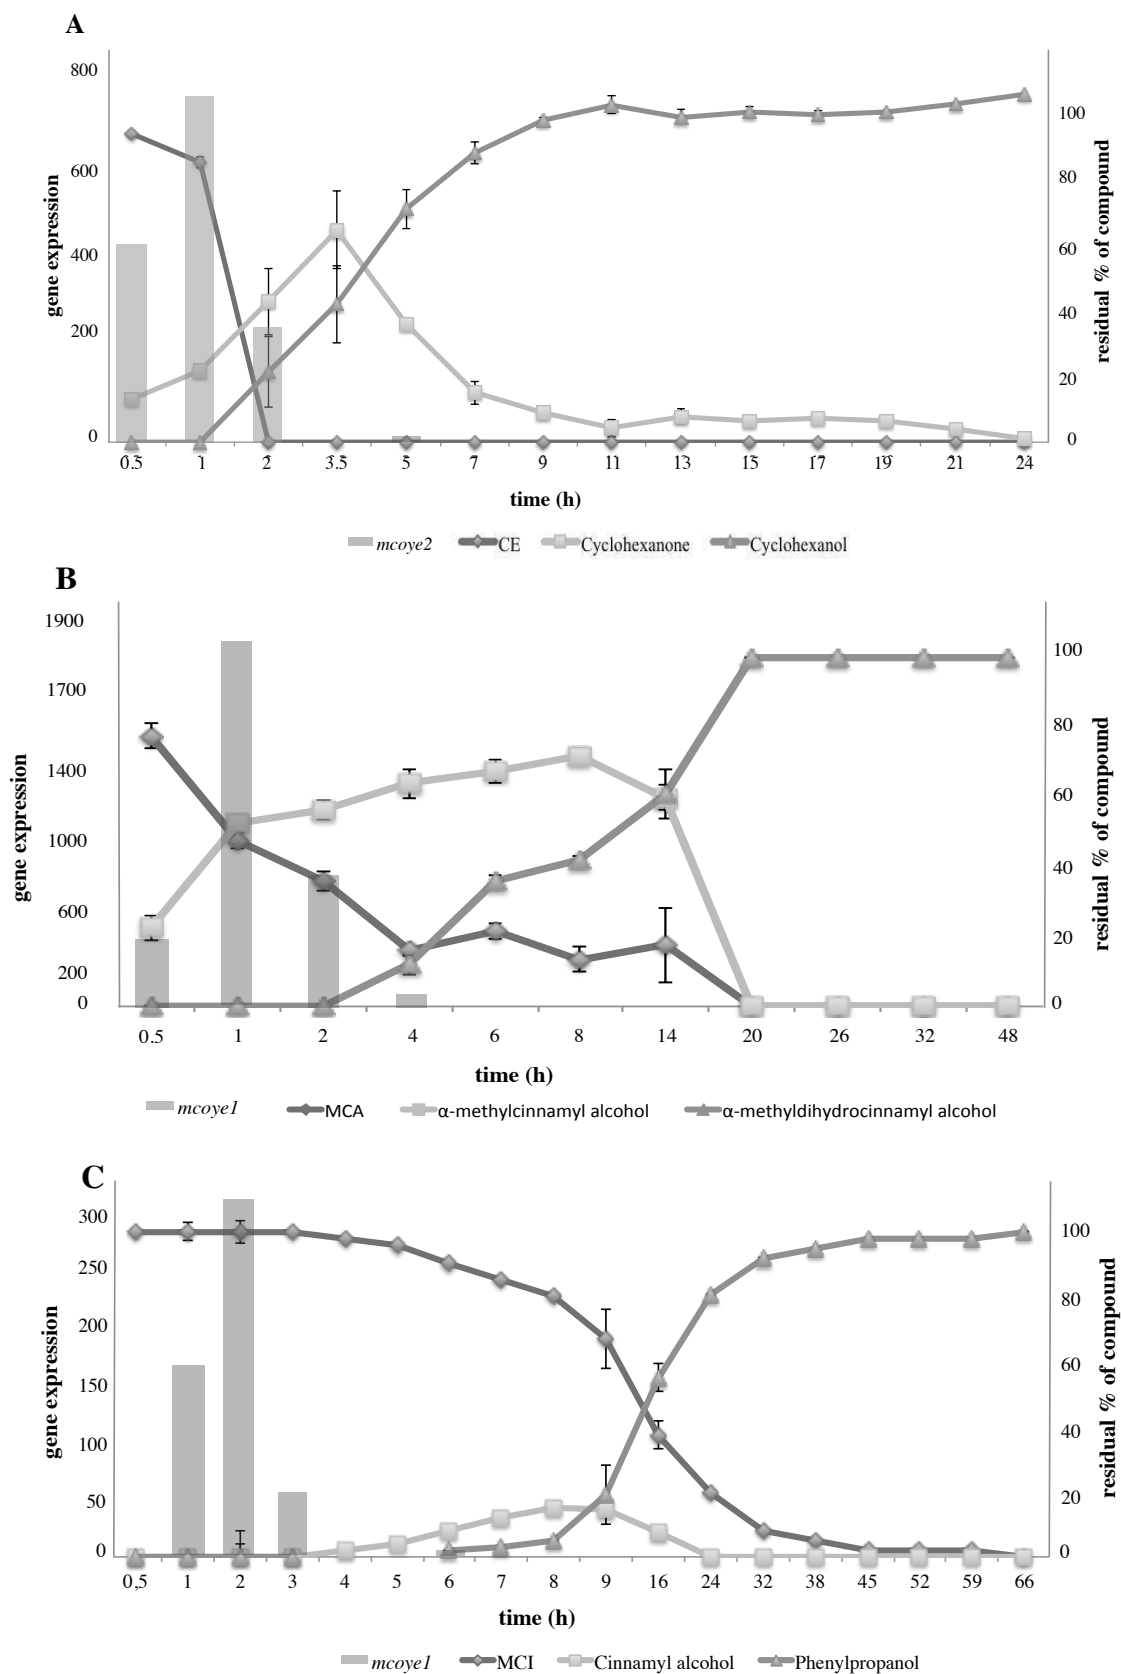 A
800
600
400
200
0
gene expression
100
80
60
40
20
0
residual % of compound
0.5 1 2 3.5 5 7 9 11 13 15 17 19 21 24
time (h)
mcoye2 CE Cyclohexanone Cyclohexanol
B
1900
1700
1400
1000
600
200
0
gene expression
100
80
60
40
20
0
residual % of compound
0.5 1 2 4 6 8 14 20 26 32 48
time (h)
mcoye1 MCA α-methylcinnamyl alcohol α-methyldihydrocinnamyl alcohol
C
300
250
200
150
100
50
0
gene expression
100
80
60
40
20
0
residual % of compound
0,5 1 2 3 4 5 6 7 8 9 16 24 32 38 45 52 59 66
time (h)
mcoye1 MCI Cinnamyl alcohol Phenylpropanol